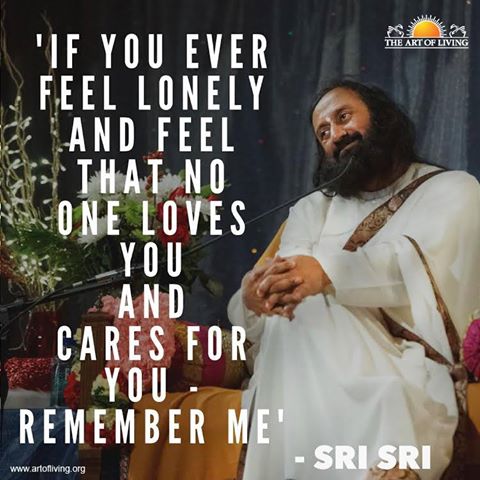 THE ART OF LIVING
'IF YOU EVER
FEEL LONELY
AND FEEL
THAT NO
ONE LOVES
YOU
AND
CARES FOR
YOU -
REMEMBER ME'
- SRI SRI
www.artofliving.org